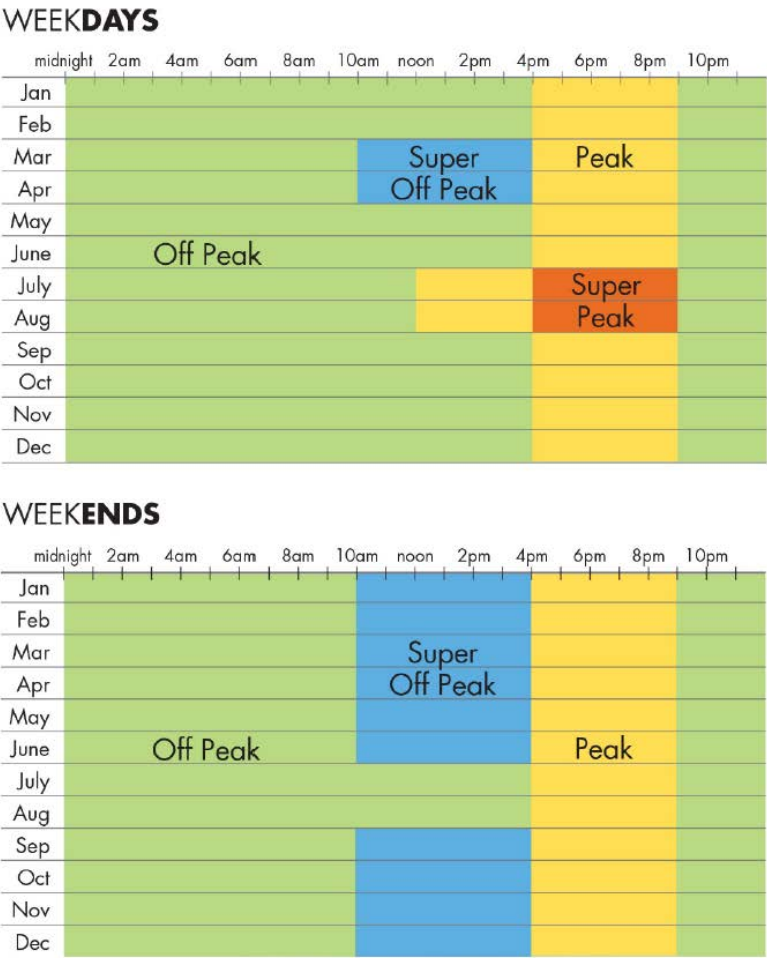 WEEKDAYS
midnight 2am 4am 6am 8am 10am noon 2pm 4pm 6pm 8pm 10pm
Jan
Feb
Mar Super Peak
Apr Off Peak
May
June Off Peak
July Super
Aug Peak
Sep
Oct
Nov
Dec
WEEKENDS
midnight 2am 4am 6am 8am 10am noon 2pm 4pm 6pm 8pm 10pm
Jan
Feb
Mar Super
Apr Off Peak
May
June Off Peak Peak
July
Aug
Sep
Oct
Nov
Dec